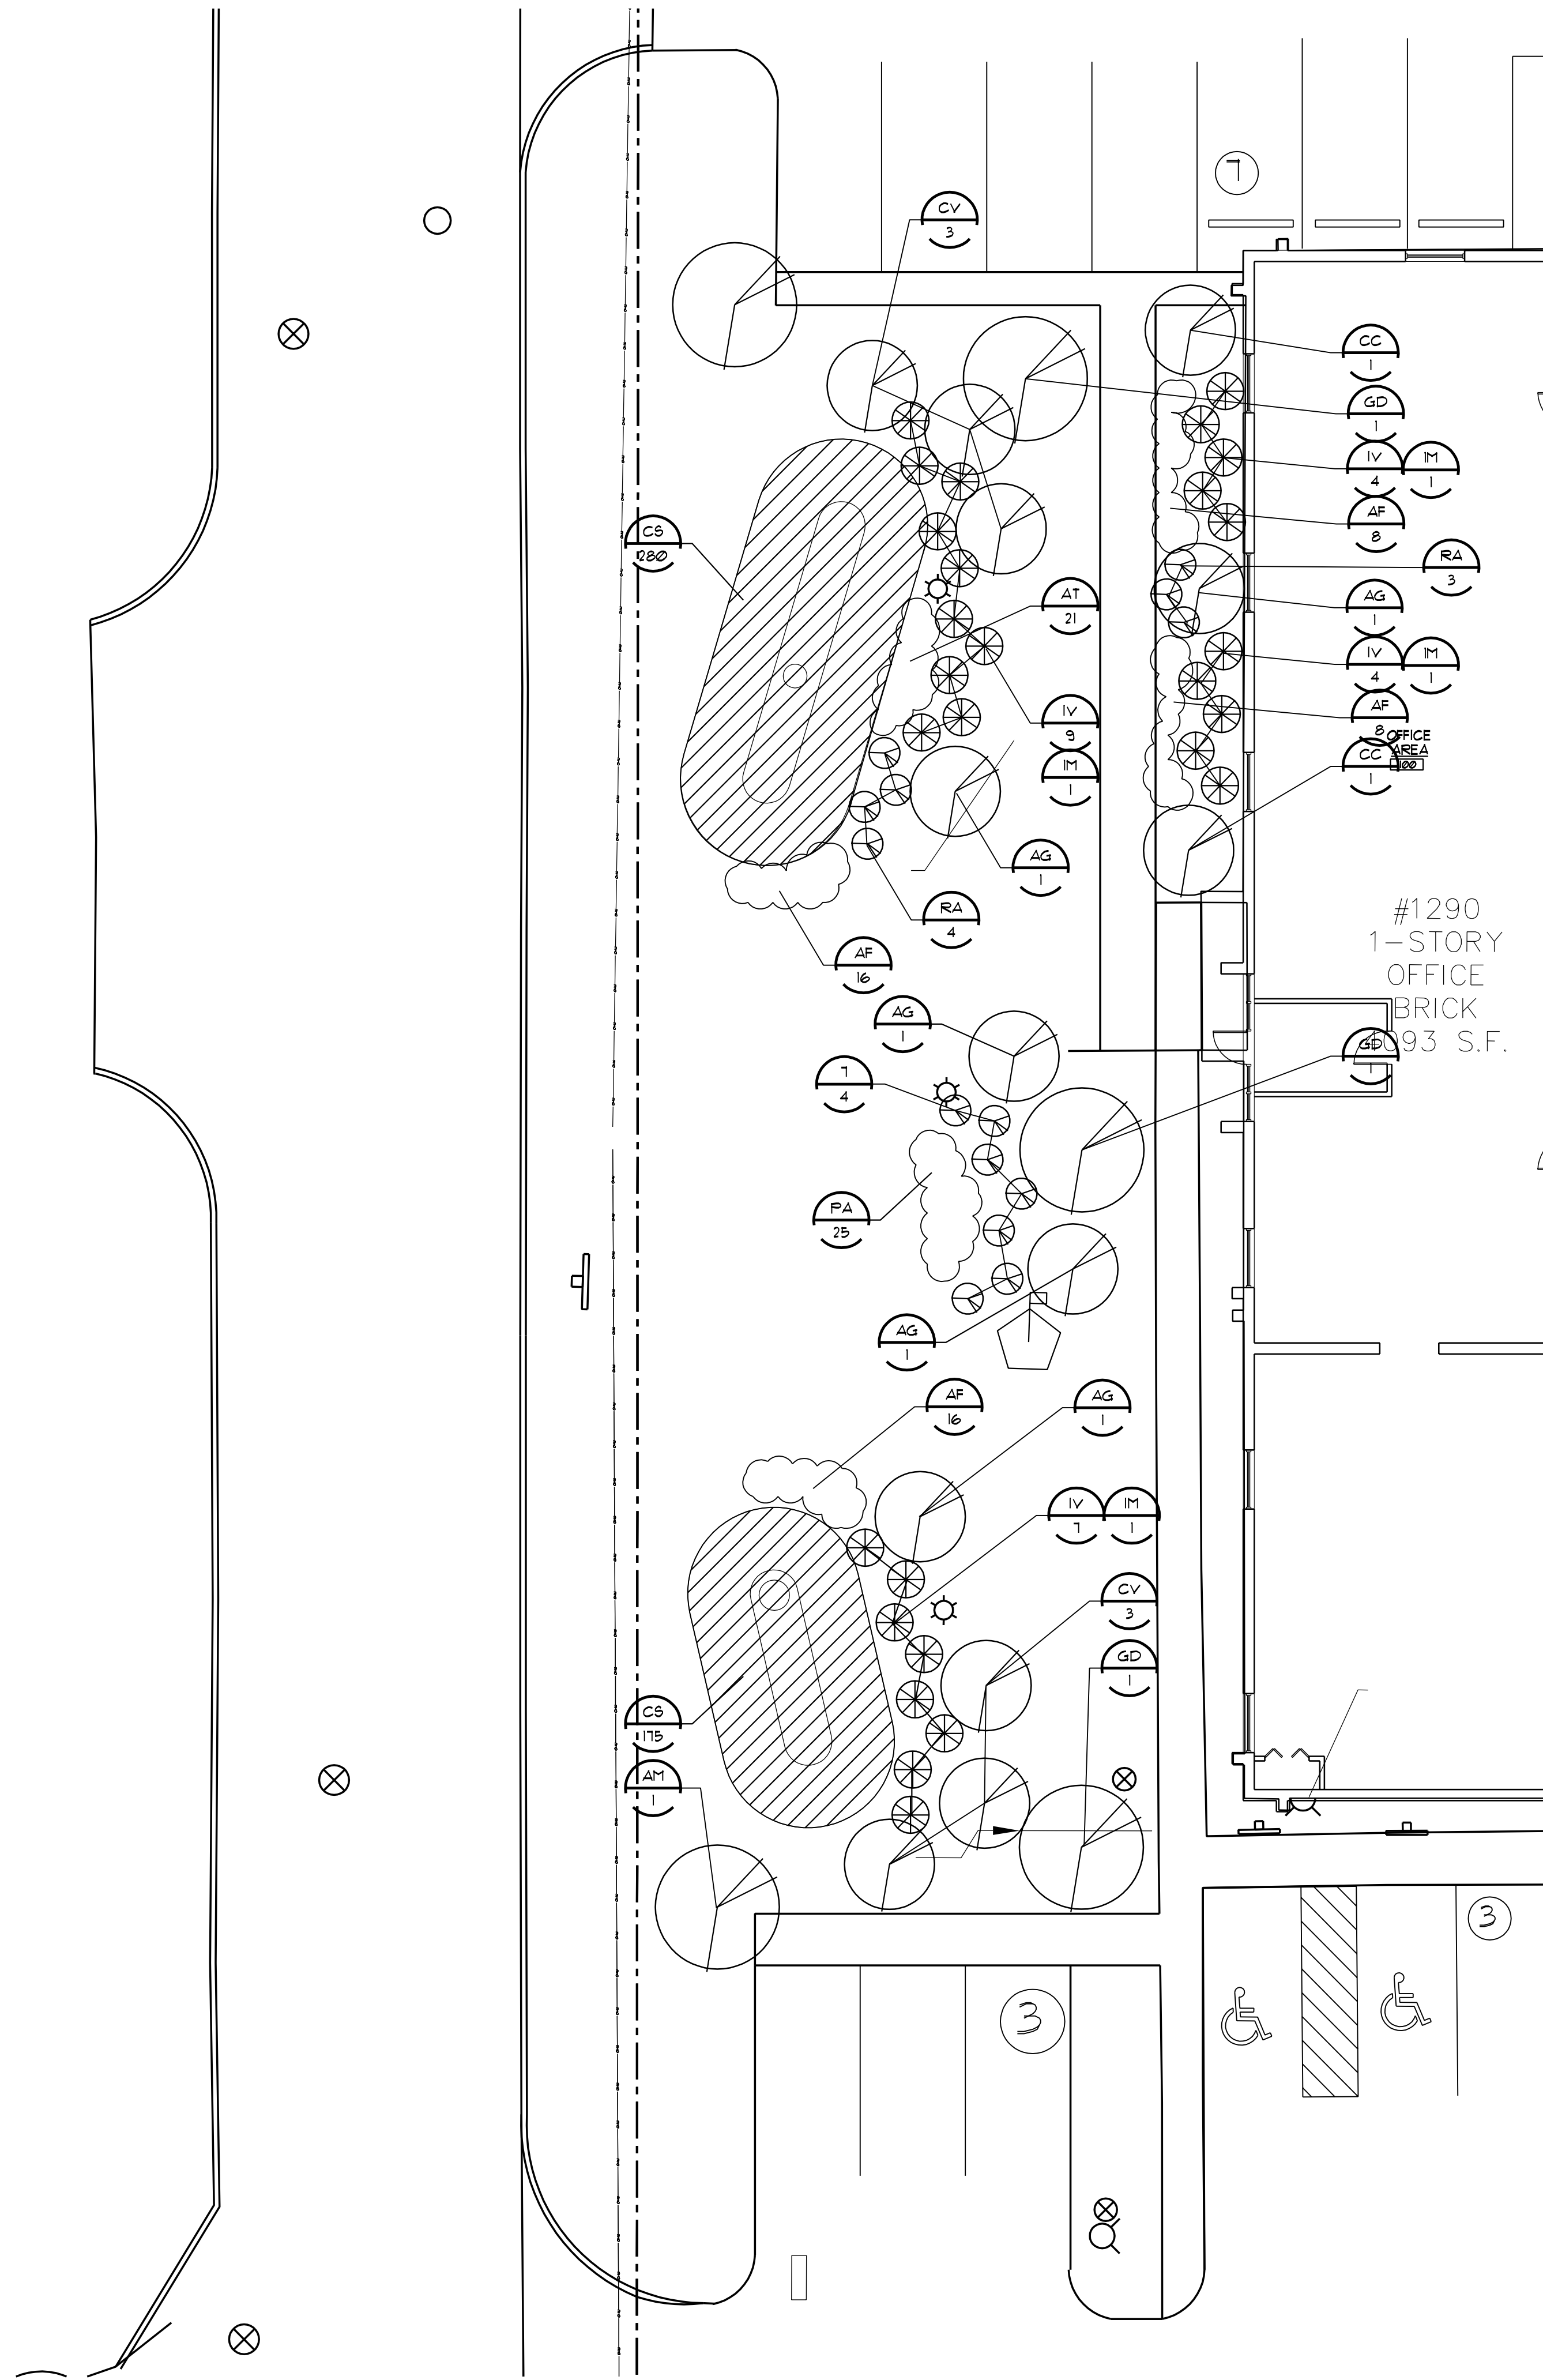 7
CV
3
CC
1
GD
1
IV
4
IM
1
AF
8
CS
280
RA
3
AT
21
AG
1
IV
4
IM
1
IV
9
AF
8
OFFICE
AREA
100
IM
1
CC
1
AG
1
RA
4
#1290
1-STORY
OFFICE
BRICK
4093 S.F.
AF
16
AG
1
GD
1
7
4
PA
25
AG
1
AF
16
AG
1
IV
7
IM
1
CV
3
GD
1
CS
175
AM
1
3
3